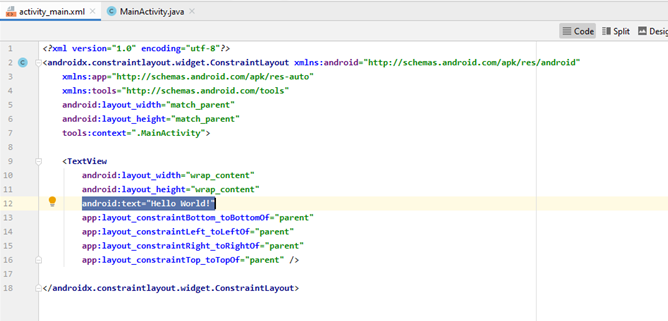 activity_main.xml MainActivity.java
Code Split
1 <?xml version="1.0" encoding="utf-8"?>
2 <androidx.constraintlayout.widget.ConstraintLayout xmlns:android="http://schemas.android.com/apk/res/android"
3 xmlns:app="http://schemas.android.com/apk/res-auto"
4 xmlns:tools="http://schemas.android.com/tools"
5 android:layout_width="match_parent"
6 android:layout_height="match_parent"
7 tools:context=".MainActivity">
8
9 <TextView
10 android:layout_width="wrap_content"
11 android:layout_height="wrap_content"
12 android:text="Hello World!"
13 app:layout_constraintBottom_toBottomOf="parent"
14 app:layout_constraintLeft_toLeftOf="parent"
15 app:layout_constraintRight_toRightOf="parent"
16 app:layout_constraintTop_toTopOf="parent" />
17
18 </androidx.constraintlayout.widget.ConstraintLayout>